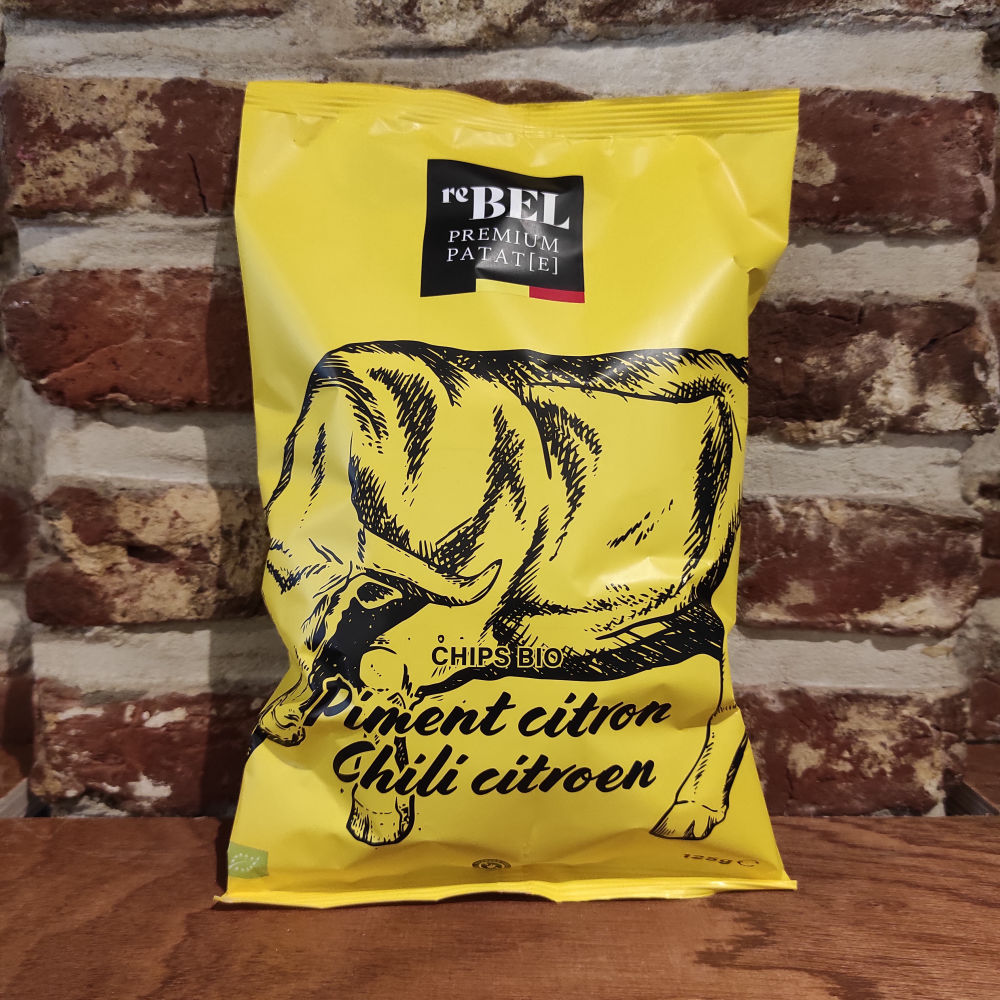 reBEL
PREMIUM
PATAT[E]
CHIPS BIO
Piment citron
Chili citroen
125g e